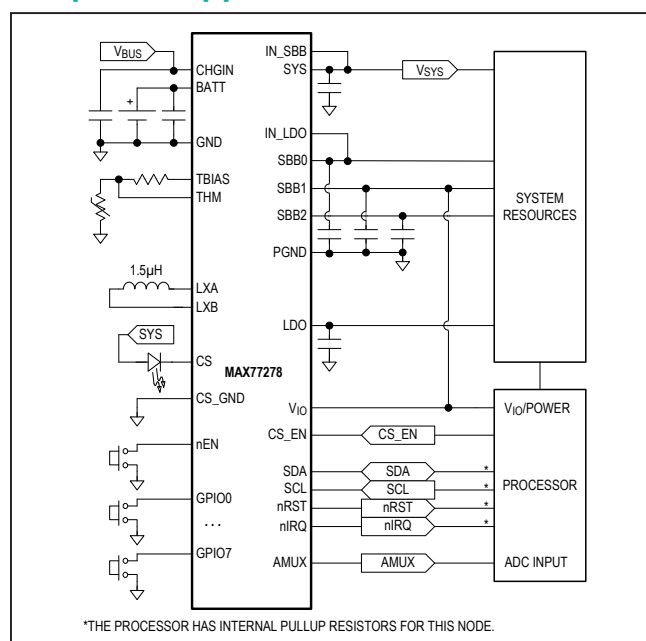 VBUS
CHGIN
BATT
+
GND
TBIAS
THM
1.5µH
LXA
LXB
SYS
CS
CS_GND
nEN
GPIO0
...
GPIO7
MAX77278
IN_SBB
SYS
VSYS
IN_LDO
SBB0
SBB1
SBB2
PGND
LDO
VIO
CS_EN
CS_EN
SDA
SDA
*
SCL
SCL
*
nRST
nRST
*
nIRQ
nIRQ
*
AMUX
AMUX
SYSTEM
RESOURCES
VIO/POWER
PROCESSOR
ADC INPUT
*THE PROCESSOR HAS INTERNAL PULLUP RESISTORS FOR THIS NODE.